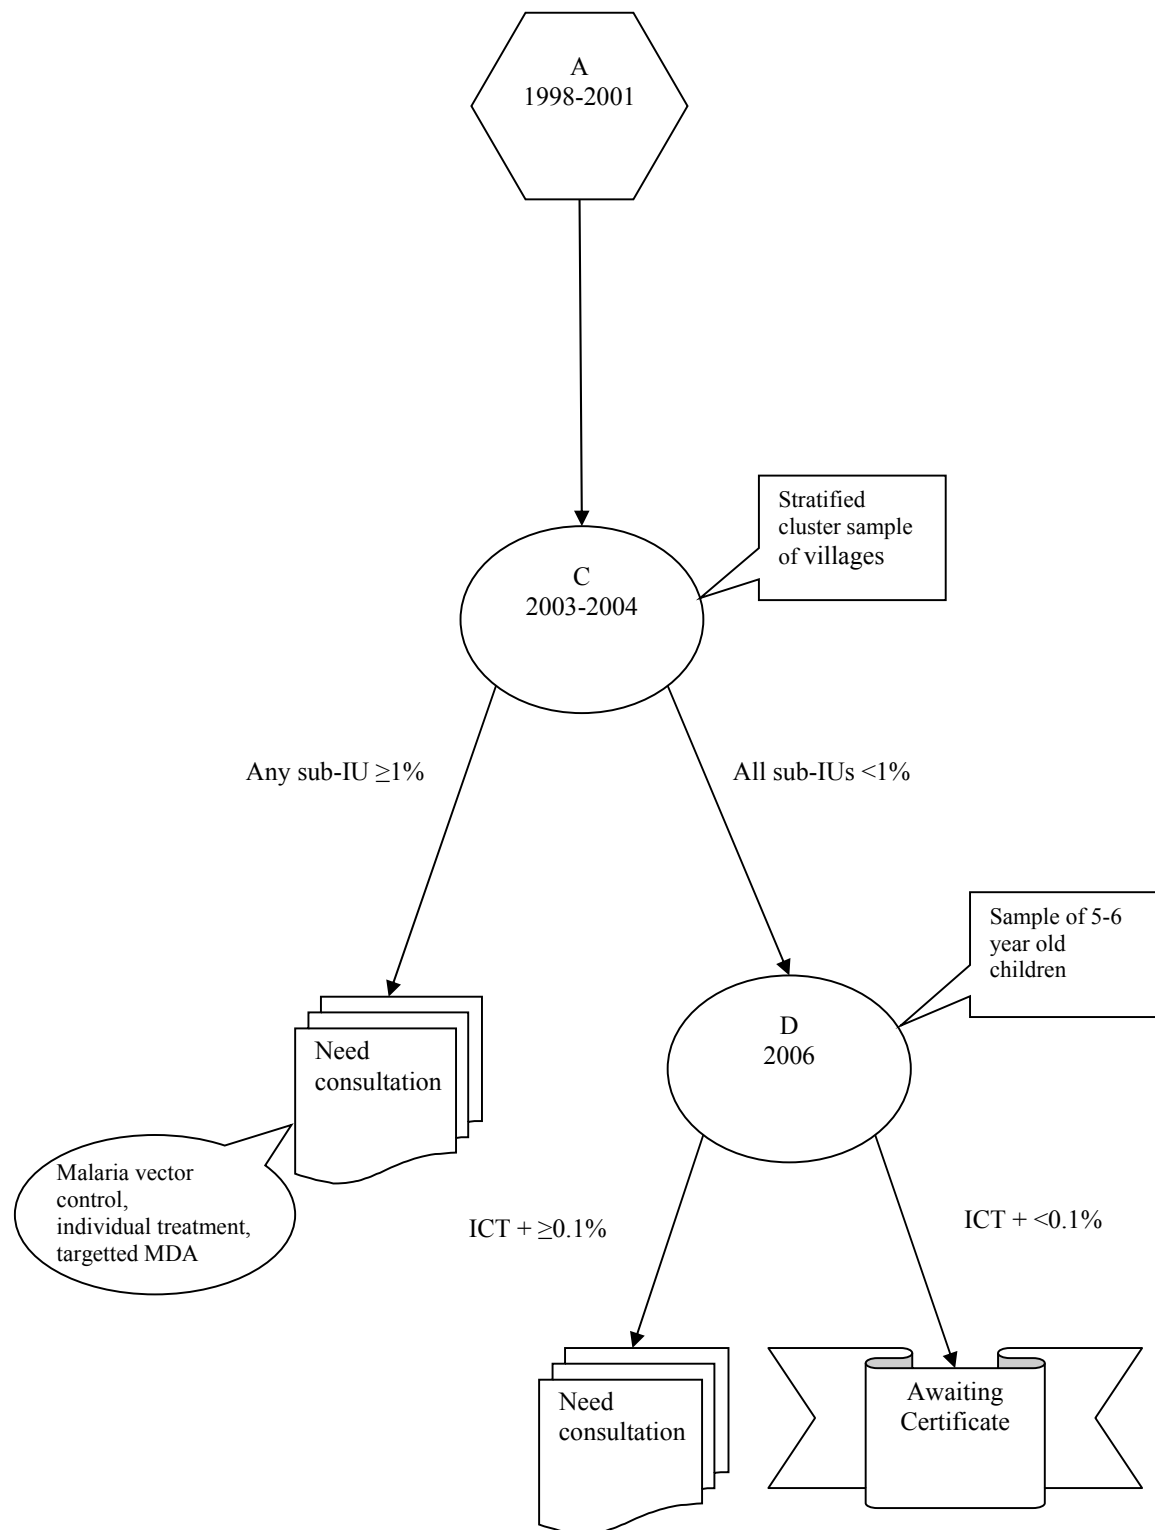 A
1998-2001
Stratified
cluster sample
of villages
C
2003-2004
Any sub-IU ≥1%
All sub-IUs <1%
Sample of 5-6
year old
children
D
2006
Need
consultation
Malaria vector
control,
individual treatment,
targetted MDA
ICT + ≥0.1%
ICT + <0.1%
Need
consultation
Awaiting
Certificate